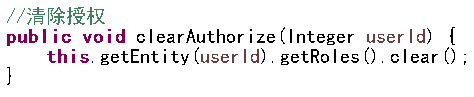 //清除授权
public void clearAuthorize(Integer userId) {
    this.getEntity(userId).getRoles().clear();
}